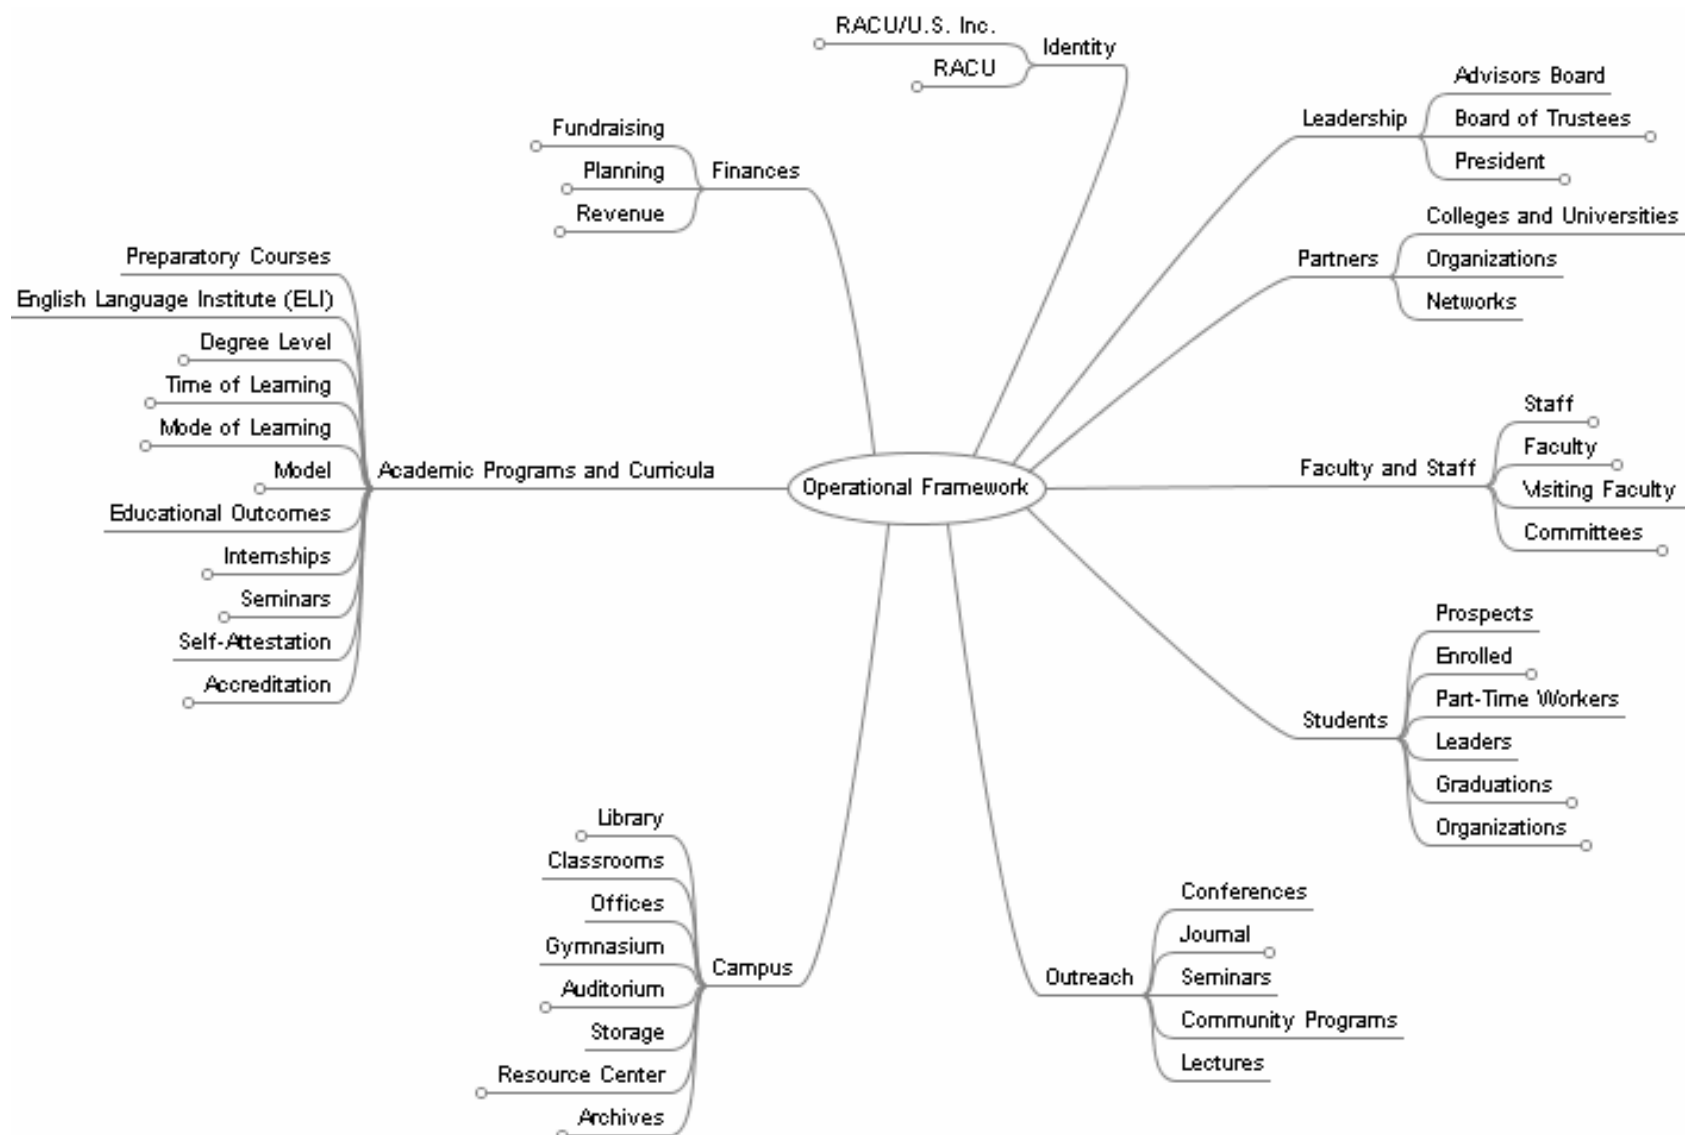 RACU/U.S. Inc.
RACU
Identity
Advisors Board
Leadership
Board of Trustees
President
Fundraising
Planning
Finances
Revenue
Colleges and Universities
Partners
Organizations
Networks
Preparatory Courses
English Language Institute (ELI)
Degree Level
Time of Learning
Mode of Learning
Model
Academic Programs and Curricula
Educational Outcomes
Internships
Seminars
Self-Attestation
Accreditation
Operational Framework
Staff
Faculty
Faculty and Staff
Visiting Faculty
Committees
Prospects
Enrolled
Part-Time Workers
Students
Leaders
Graduations
Organizations
Library
Classrooms
Offices
Gymnasium
Campus
Auditorium
Storage
Resource Center
Archives
Conferences
Journal
Outreach
Seminars
Community Programs
Lectures